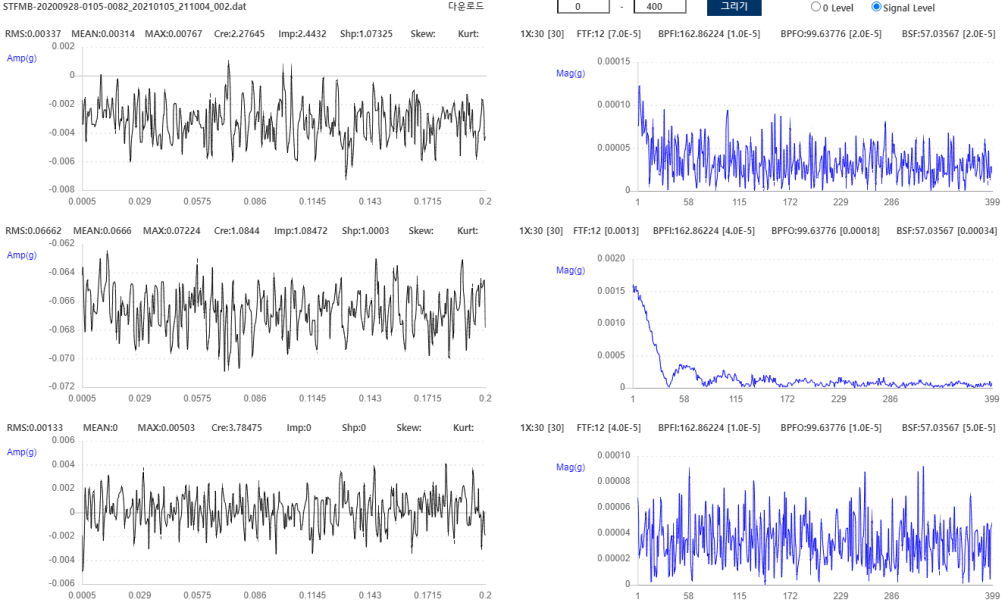 STFMB-20200928-0105-0082_20210105_211004_002.dat 다운로드 0 - 400 그리기 0 Level Signal Level
RMS:0.00337 MEAN:0.00314 MAX:0.00767 Cre:2.27645 Imp:2.4432 Shp:1.07325 Skew: Kurt:
Amp(g)
0.002
0
-0.002
-0.004
-0.006
-0.008
0.0005 0.029 0.0575 0.086 0.1145 0.143 0.1715 0.2
1X:30 [30] FTF:12 [7.0E-5] BPFI:162.86224 [1.0E-5] BPFO:99.63776 [2.0E-5] BSF:57.03567 [2.0E-5]
Mag(g)
0.00015
0.00010
0.00005
0
1 58 115 172 229 286 399
RMS:0.06662 MEAN:0.0666 MAX:0.07224 Cre:1.0844 Imp:1.08472 Shp:1.0003 Skew: Kurt:
Amp(g)
-0.062
-0.064
-0.066
-0.068
-0.070
-0.072
0.0005 0.029 0.0575 0.086 0.1145 0.143 0.1715 0.2
1X:30 [30] FTF:12 [0.0013] BPFI:162.86224 [4.0E-5] BPFO:99.63776 [0.00018] BSF:57.03567 [0.00034]
Mag(g)
0.0020
0.0015
0.0010
0.0005
0
1 58 115 172 229 286 399
RMS:0.00133 MEAN:0 MAX:0.00503 Cre:3.78475 Imp:0 Shp:0 Skew: Kurt:
Amp(g)
0.006
0.004
0.002
0
-0.002
-0.004
-0.006
0.0005 0.029 0.0575 0.086 0.1145 0.143 0.1715 0.2
1X:30 [30] FTF:12 [4.0E-5] BPFI:162.86224 [1.0E-5] BPFO:99.63776 [1.0E-5] BSF:57.03567 [5.0E-5]
Mag(g)
0.00010
0.00008
0.00006
0.00004
0.00002
0
1 58 115 172 229 286 399